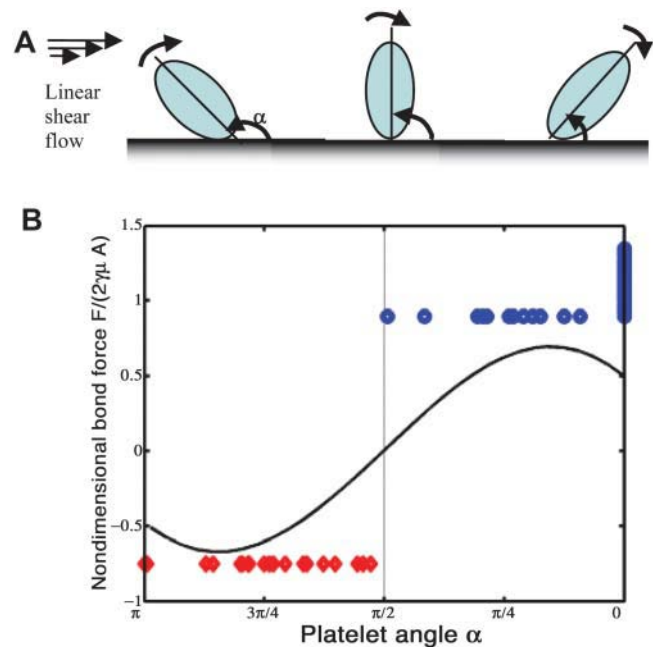 A
Linear
shear
flow
α
B
Nondimensional bond force F/(2γμ A)
1.5
1
0.5
0
−0.5
−1
π
3π/4
π/2
π/4
0
Platelet angle α